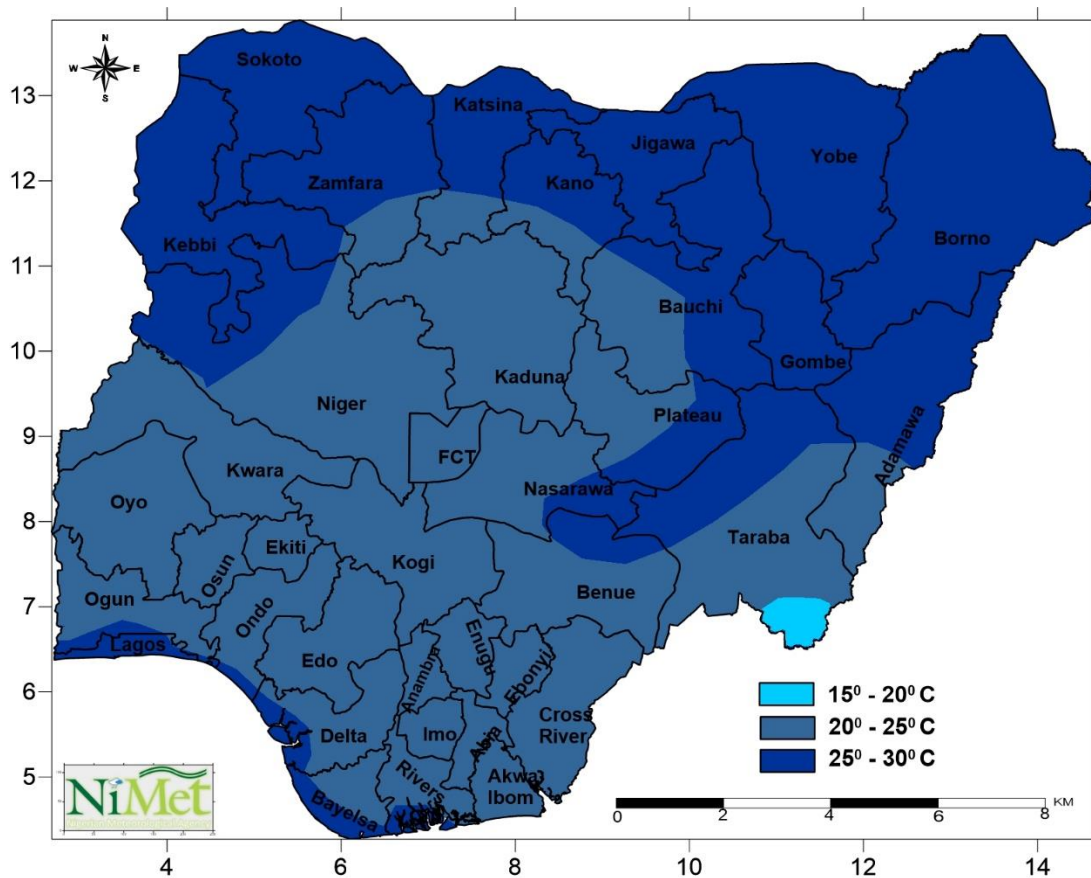 N
W E
S
13
12
11
10
9
8
7
6
5
4 6 8 10 12 14
Sokoto
Katsina
Jigawa
Yobe
Zamfara
Kano
Borno
Kebbi
Bauchi
Gombe
Kaduna
Niger
Plateau
Adamawa
FCT
Kwara
Nasarawa
Oyo
Taraba
Ekiti
Osun
Kogi
Ogun
Ondo
Benue
Lagos
Edo
Enugu
Anambra
Ebonyi
Cross
River
Imo
Abia
Delta
Rivers
Akwa
Ibom
Bayelsa
15⁰ - 20⁰ C
20⁰ - 25⁰ C
25⁰ - 30⁰ C
0 2 4 6 8 KM
NiMet